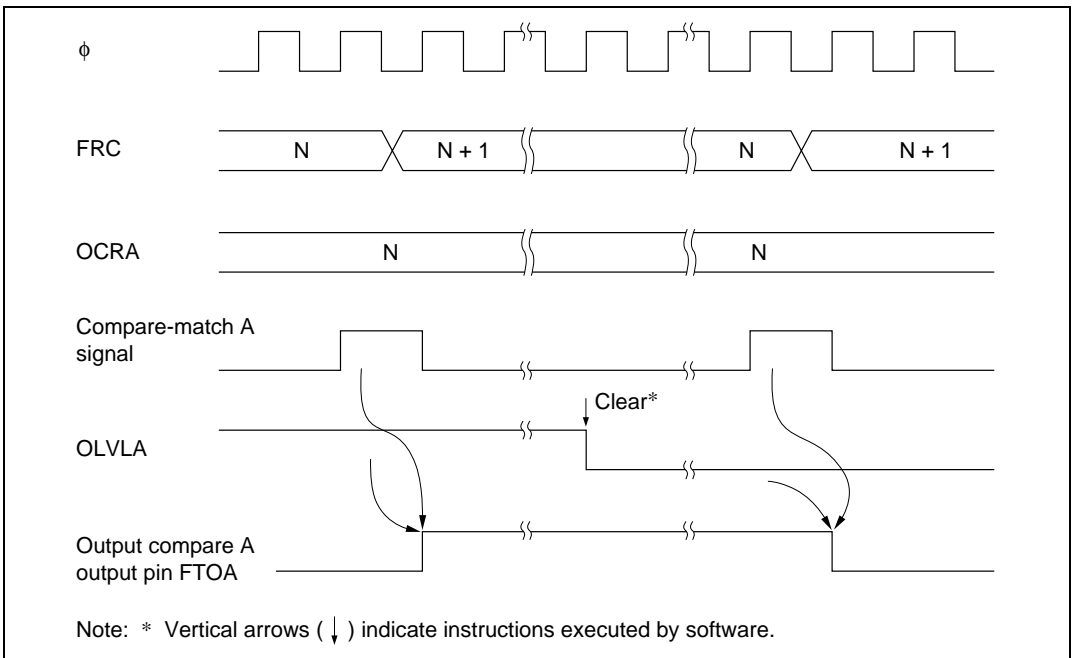 ϕ
FRC N N + 1 N N + 1
OCRA N N
Compare-match A
signal
Clear*
OLVLA
Output compare A
output pin FTOA
Note: * Vertical arrows ( ↓ ) indicate instructions executed by software.